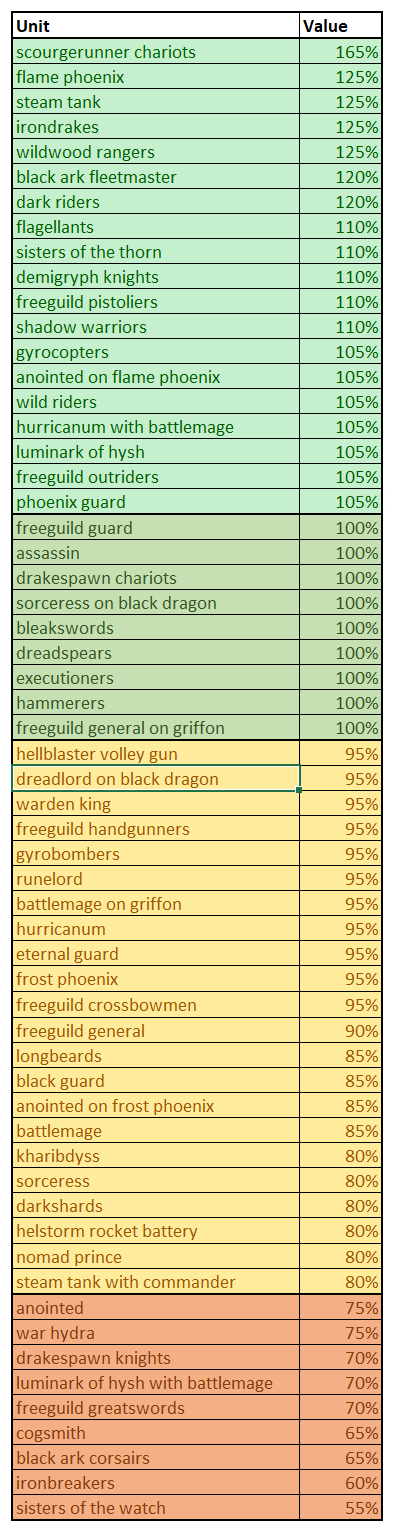 Unit Value
scourgerunner chariots 165%
flame phoenix 125%
steam tank 125%
irondrakes 125%
wildwood rangers 125%
black ark fleetmaster 120%
dark riders 120%
flagellants 110%
sisters of the thorn 110%
demigryph knights 110%
freeguild pistoliers 110%
shadow warriors 110%
gyrocopters 105%
anointed on flame phoenix 105%
wild riders 105%
hurricanum with battlemage 105%
luminark of hysh 105%
freeguild outriders 105%
phoenix guard 105%
freeguild guard 100%
assassin 100%
drakespawn chariots 100%
sorceress on black dragon 100%
bleakswords 100%
dreadspears 100%
executioners 100%
hammerers 100%
freeguild general on griffon 100%
hellblaster volley gun 95%
dreadlord on black dragon 95%
warden king 95%
freeguild handgunners 95%
gyrobombers 95%
runelord 95%
battlemage on griffon 95%
hurricanum 95%
eternal guard 95%
frost phoenix 95%
freeguild crossbowmen 95%
freeguild general 90%
longbeards 85%
black guard 85%
anointed on frost phoenix 85%
battlemage 85%
kharibdyss 80%
sorceress 80%
darkshards 80%
helstorm rocket battery 80%
nomad prince 80%
steam tank with commander 80%
anointed 75%
war hydra 75%
drakespawn knights 70%
luminark of hysh with battlemage 70%
freeguild greatswords 70%
cogsmith 65%
black ark corsairs 65%
ironbreakers 60%
sisters of the watch 55%